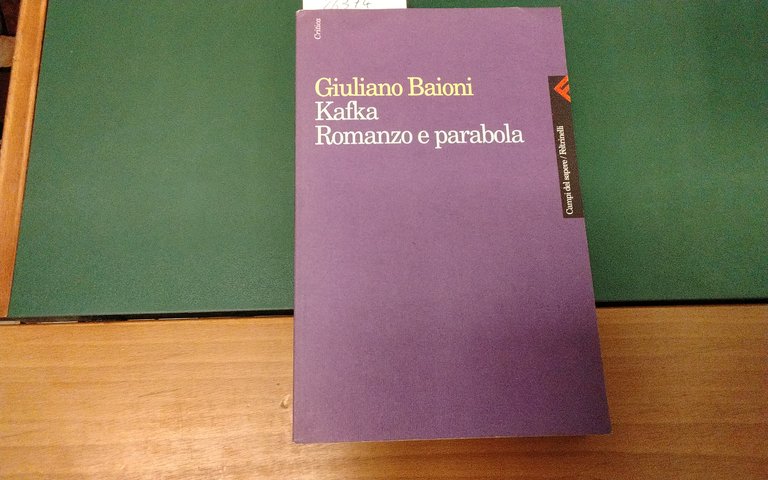 Critica
Giuliano Baioni
Kafka
Romanzo e parabola
Campi del sapere / Feltrinelli